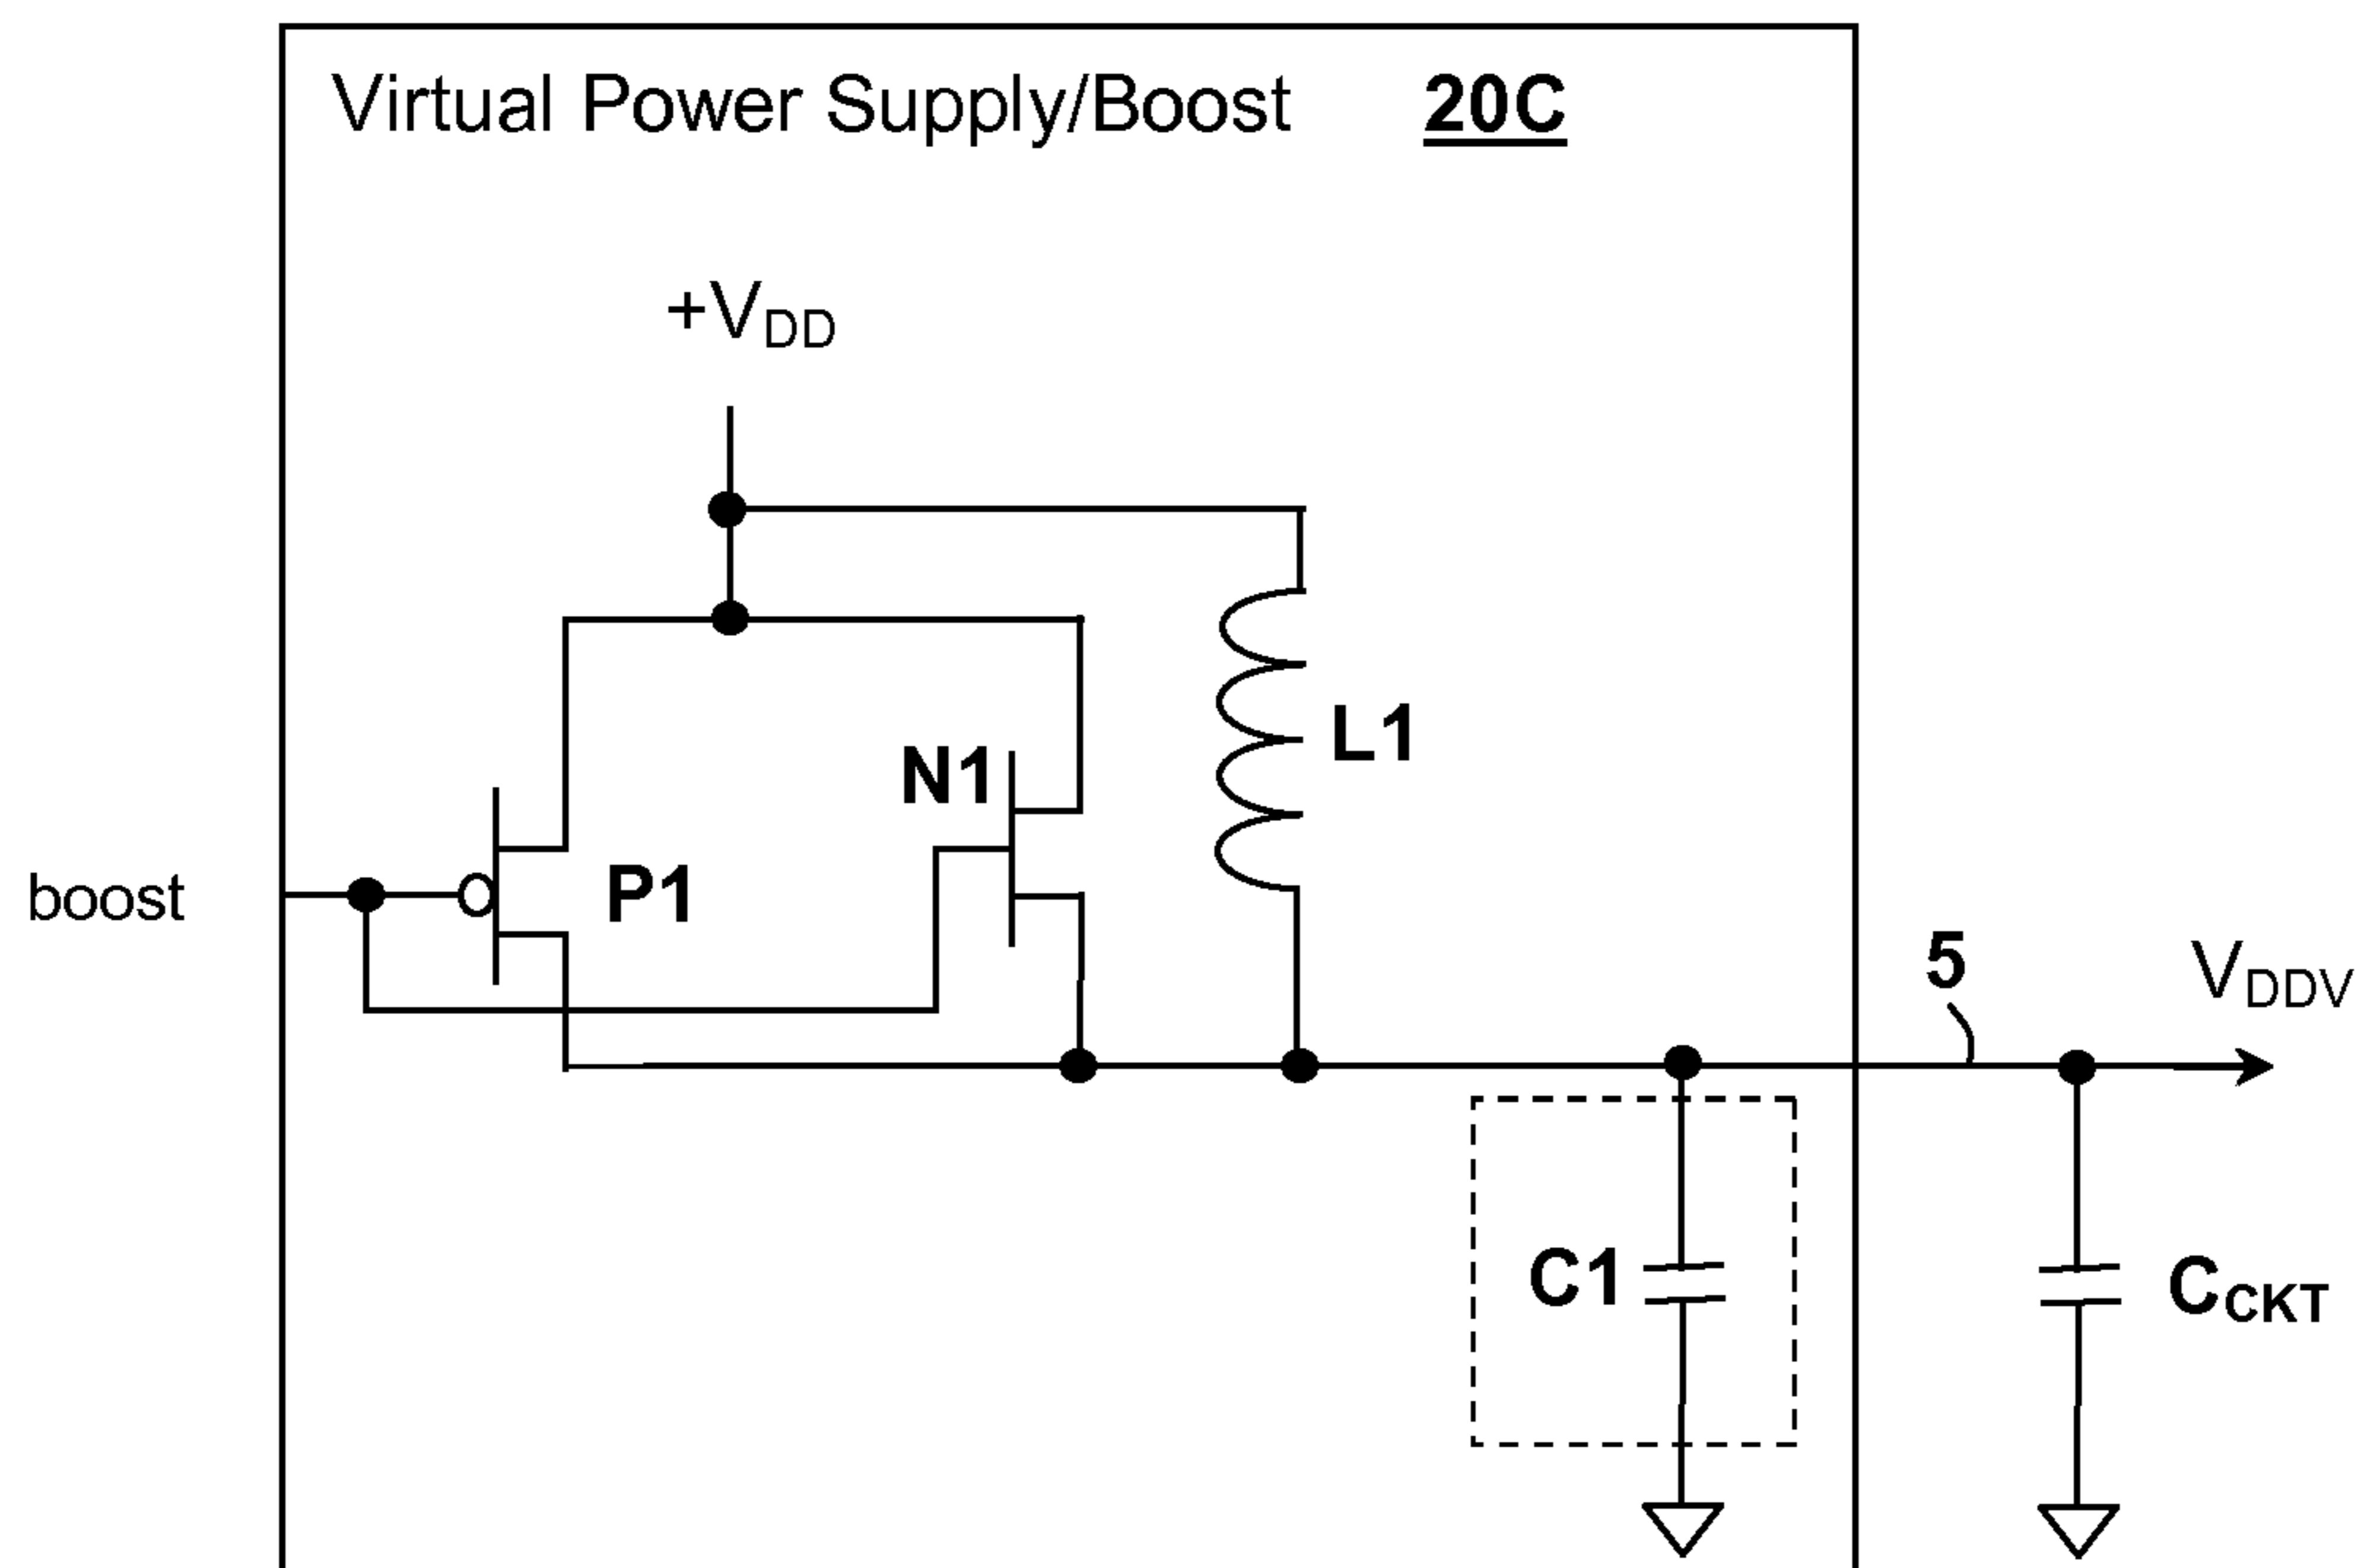 Virtual Power Supply/Boost 20C
+VDD
N1
L1
boost
P1
5
VDDV
C1
CCKT